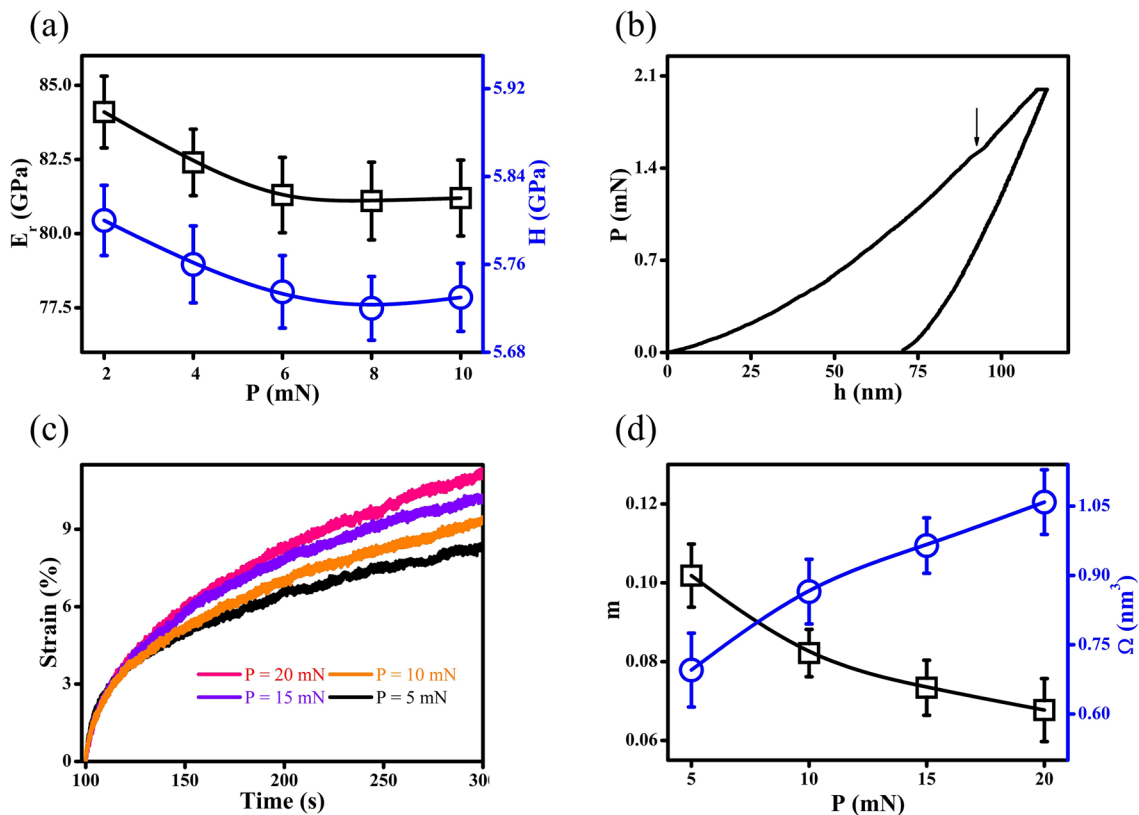 (a)
85.0
82.5
80.0
77.5
E_r (GPa)
5.92
5.84
5.76
5.68
H (GPa)
2
4
6
8
10
P (mN)
(b)
2.1
1.4
0.7
0.0
P (mN)
0
25
50
75
100
h (nm)
(c)
9
6
3
0
Strain (%)
P = 20 mN
P = 10 mN
P = 15 mN
P = 5 mN
100
150
200
250
300
Time (s)
(d)
0.12
0.10
0.08
0.06
m
1.05
0.90
0.75
0.60
Ω (nm³)
5
10
15
20
P (mN)